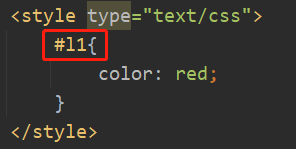 <style type="text/css">
#l1{
color: red;
}
</style>